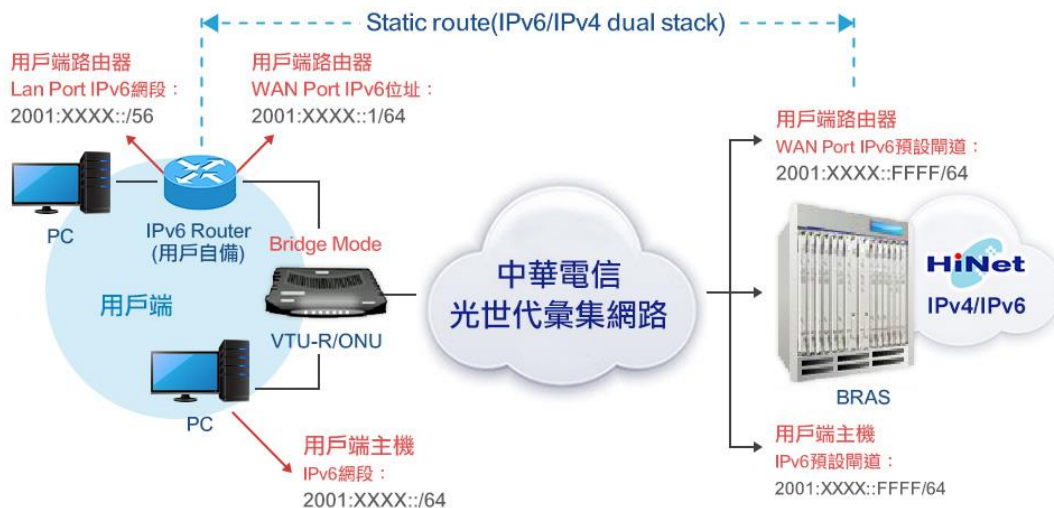 Static route(IPv6/IPv4 dual stack)
用戶端路由器
Lan Port IPv6網段：
2001:XXXX::/56
用戶端路由器
WAN Port IPv6位址：
2001:XXXX::1/64
PC
IPv6 Router
(用戶自備)
Bridge Mode
用戶端
VTU-R/ONU
PC
用戶端主機
IPv6網段：
2001:XXXX::/64
中華電信
光世代彙集網路
用戶端路由器
WAN Port IPv6預設閘道：
2001:XXXX::FFFF/64
HiNet
IPv4/IPv6
BRAS
用戶端主機
IPv6預設閘道：
2001:XXXX::FFFF/64